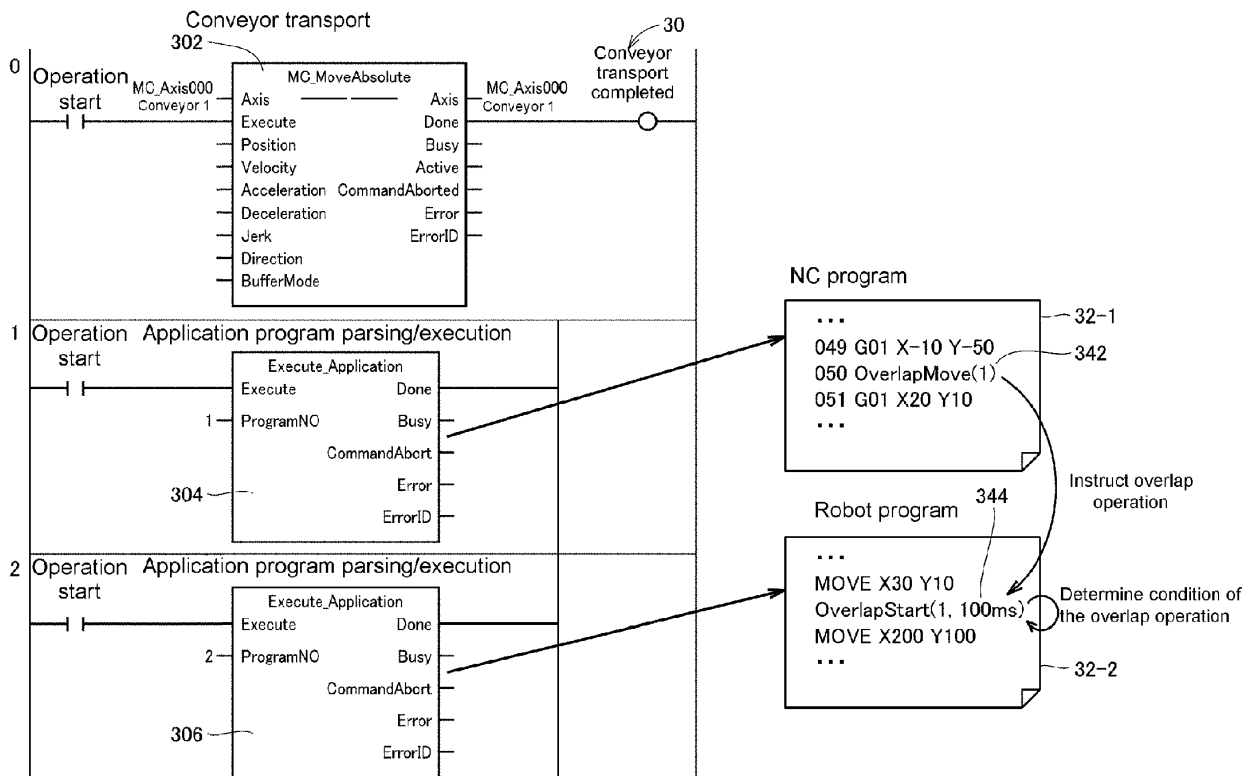 Conveyor transport
302
30
Conveyor
transport
completed
0
Operation
start
MC_Axis000
Conveyor 1
MC_MoveAbsolute
Axis
Axis
MC_Axis000
Conveyor 1
Execute
Done
Position
Busy
Velocity
Active
Acceleration
CommandAborted
Deceleration
Error
Jerk
ErrorID
Direction
BufferMode
1
Operation
start
Application program parsing/execution
Execute_Application
Execute
Done
1
ProgramNO
Busy
CommandAbort
Error
ErrorID
304
2
Operation
start
Application program parsing/execution
Execute_Application
Execute
Done
2
ProgramNO
Busy
CommandAbort
Error
ErrorID
306
NC program
...
049 G01 X-10 Y-50
050 OverlapMove(1)
051 G01 X20 Y10
...
32-1
342
Instruct overlap
operation
Robot program
344
...
MOVE X30 Y10
OverlapStart(1, 100ms)
MOVE X200 Y100
...
Determine condition of
the overlap operation
32-2